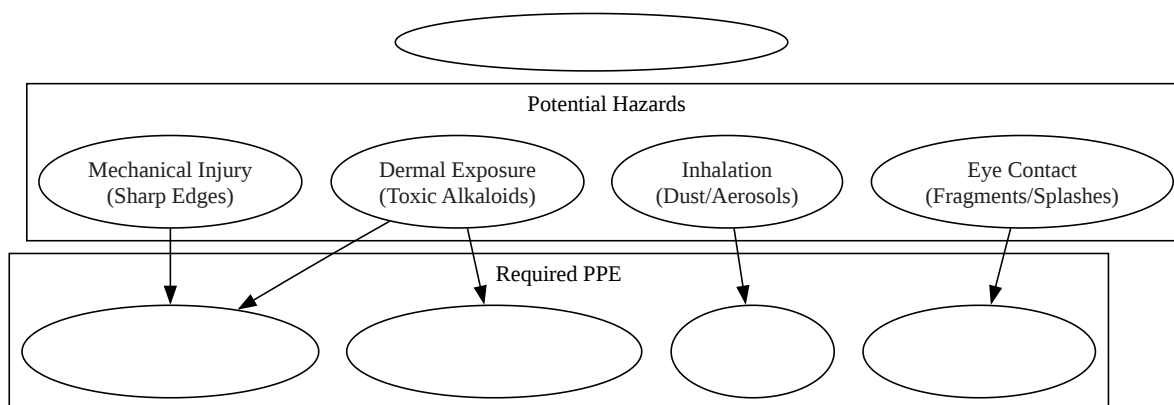 Potential Hazards
Mechanical Injury
(Sharp Edges)
Dermal Exposure
(Toxic Alkaloids)
Inhalation
(Dust/Aerosols)
Eye Contact
(Fragments/Splashes)
Required PPE